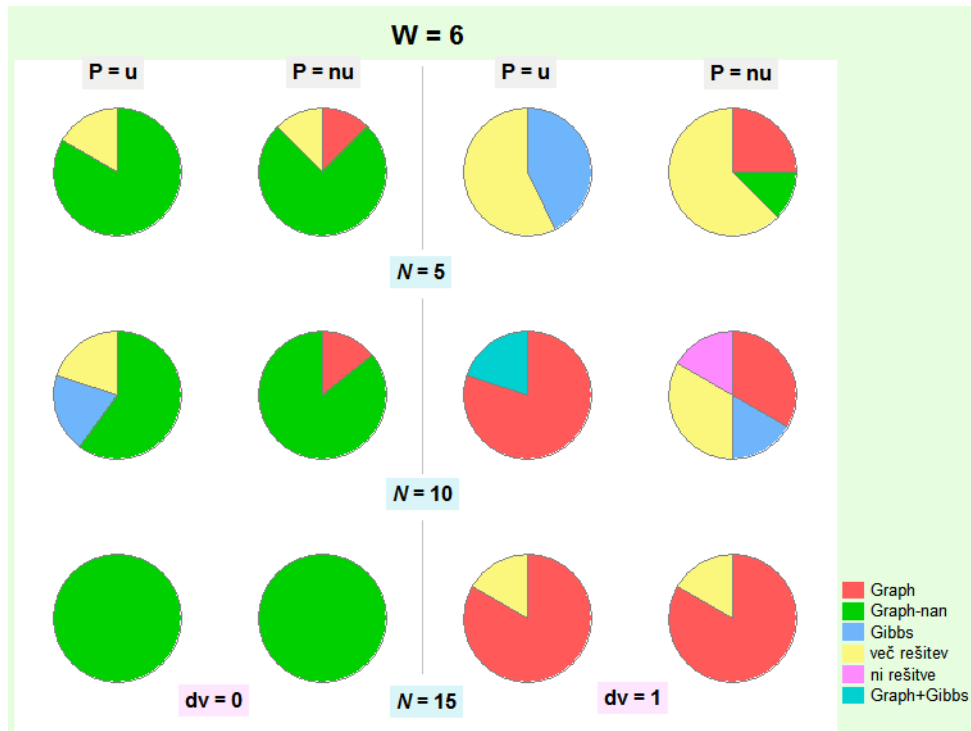 W = 6
P = u
P = nu
P = u
P = nu
N = 5
N = 10
dv = 0
N = 15
dv = 1
Graph
Graph-nan
Gibbs
več rešitev
ni rešitve
Graph+Gibbs